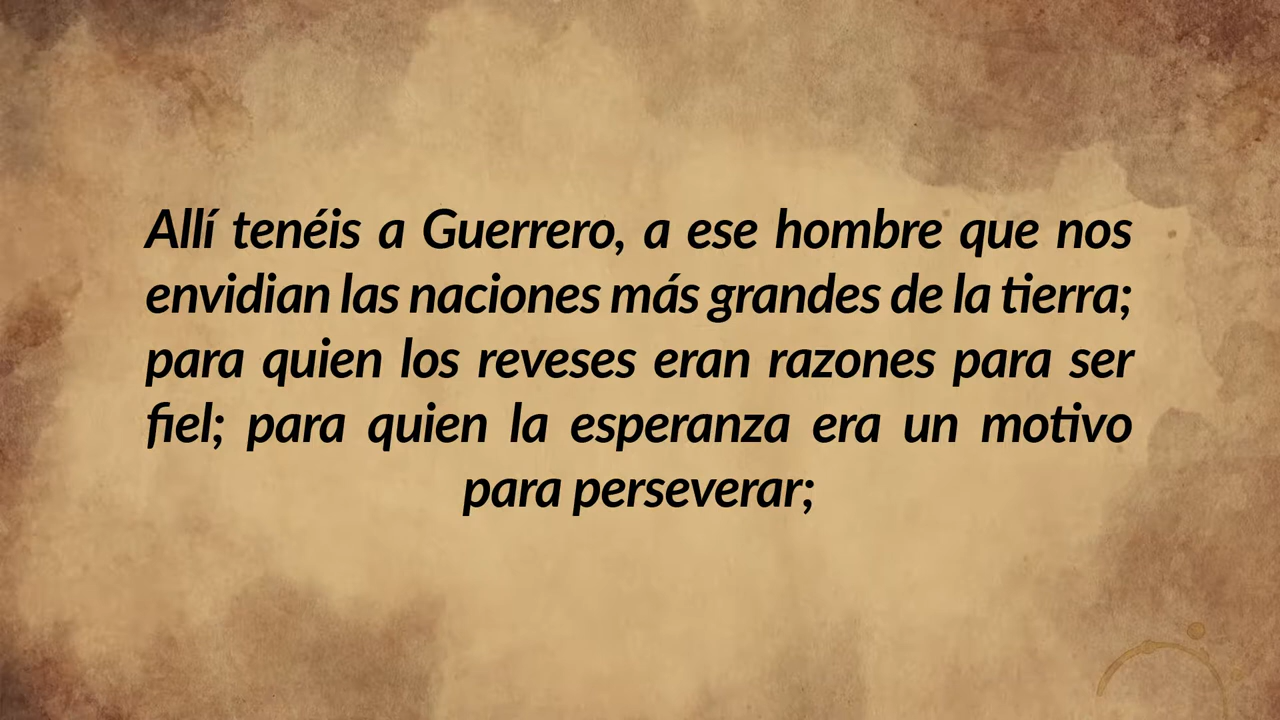 Allí tenéis a Guerrero, a ese hombre que nos
envidian las naciones más grandes de la tierra;
para quien los reveses eran razones para ser
fiel; para quien la esperanza era un motivo
para perseverar;